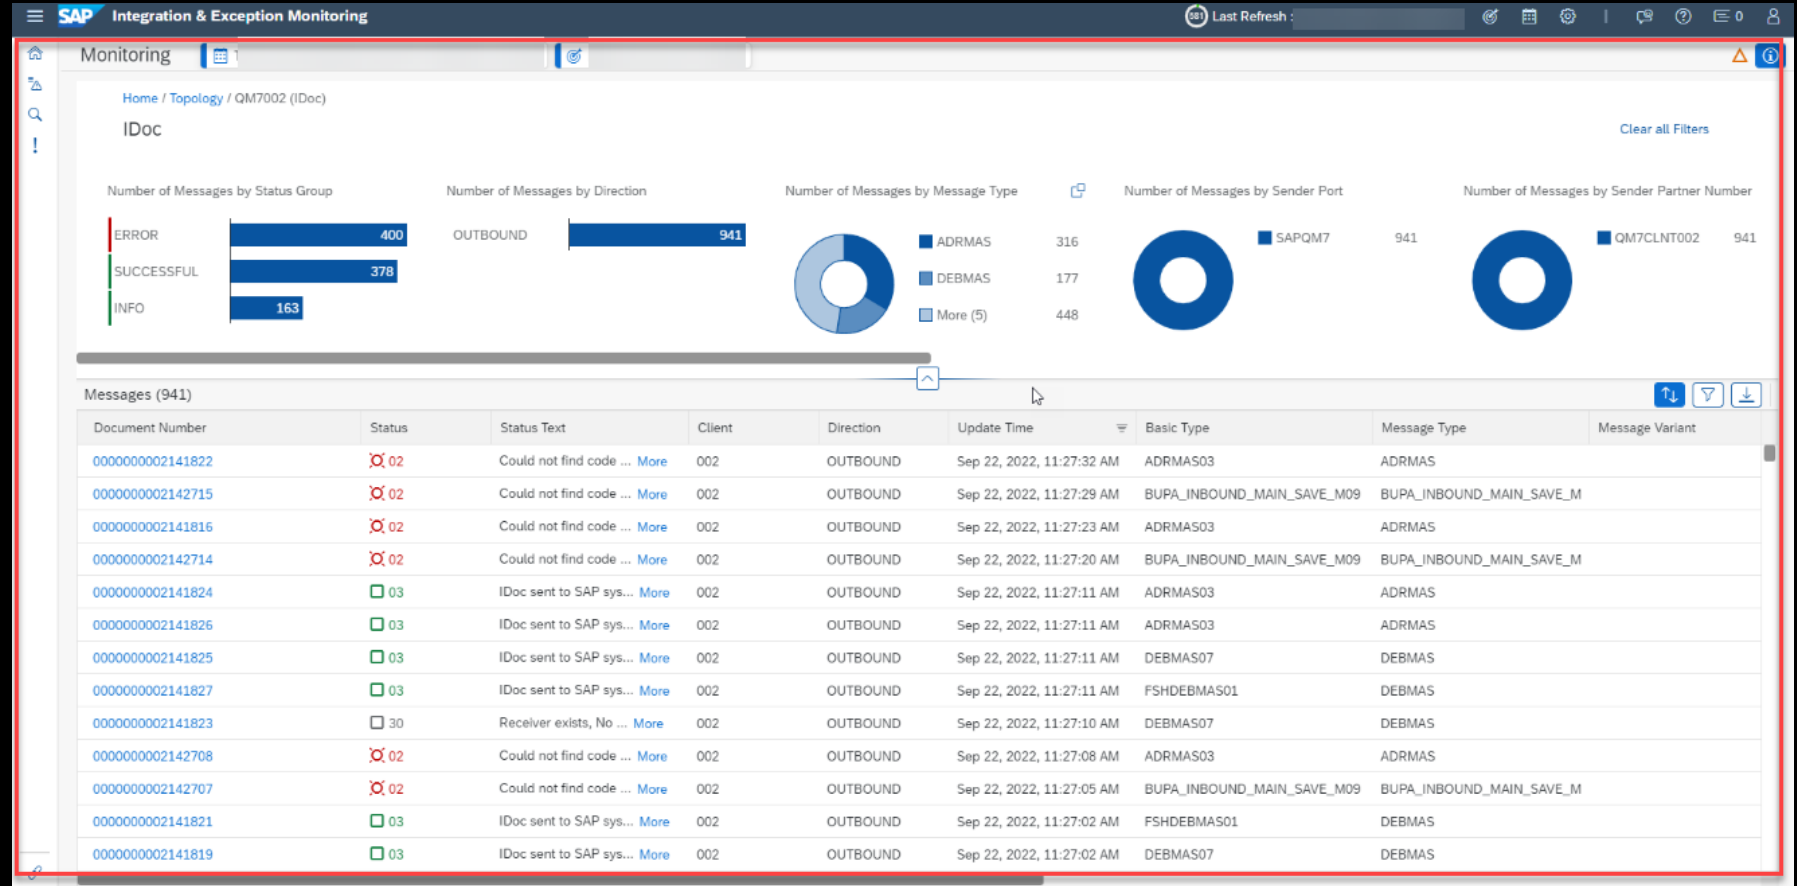 SAP Integration & Exception Monitoring
581 Last Refresh :
0
Monitoring
Home / Topology / QM7002 (IDoc)
IDoc
Clear all Filters
Number of Messages by Status Group
ERROR 400
SUCCESSFUL 378
INFO 163
Number of Messages by Direction
OUTBOUND 941
Number of Messages by Message Type
ADRMAS 316
DEBMAS 177
More (5) 448
Number of Messages by Sender Port
SAPQM7 941
Number of Messages by Sender Partner Number
QM7CLNT002 941
Messages (941)
Document Number Status Status Text Client Direction Update Time Basic Type Message Type Message Variant
0000000002141822 02 Could not find code ... More 002 OUTBOUND Sep 22, 2022, 11:27:32 AM ADRMAS03 ADRMAS
0000000002142715 02 Could not find code ... More 002 OUTBOUND Sep 22, 2022, 11:27:29 AM BUPA_INBOUND_MAIN_SAVE_M09 BUPA_INBOUND_MAIN_SAVE_M
0000000002141816 02 Could not find code ... More 002 OUTBOUND Sep 22, 2022, 11:27:23 AM ADRMAS03 ADRMAS
0000000002142714 02 Could not find code ... More 002 OUTBOUND Sep 22, 2022, 11:27:20 AM BUPA_INBOUND_MAIN_SAVE_M09 BUPA_INBOUND_MAIN_SAVE_M
0000000002141824 03 IDoc sent to SAP sys... More 002 OUTBOUND Sep 22, 2022, 11:27:11 AM ADRMAS03 ADRMAS
0000000002141826 03 IDoc sent to SAP sys... More 002 OUTBOUND Sep 22, 2022, 11:27:11 AM ADRMAS03 ADRMAS
0000000002141825 03 IDoc sent to SAP sys... More 002 OUTBOUND Sep 22, 2022, 11:27:11 AM DEBMAS07 DEBMAS
0000000002141827 03 IDoc sent to SAP sys... More 002 OUTBOUND Sep 22, 2022, 11:27:11 AM FSHDEBMAS01 DEBMAS
0000000002141823 30 Receiver exists, No ... More 002 OUTBOUND Sep 22, 2022, 11:27:10 AM DEBMAS07 DEBMAS
0000000002142708 02 Could not find code ... More 002 OUTBOUND Sep 22, 2022, 11:27:08 AM ADRMAS03 ADRMAS
0000000002142707 02 Could not find code ... More 002 OUTBOUND Sep 22, 2022, 11:27:05 AM BUPA_INBOUND_MAIN_SAVE_M09 BUPA_INBOUND_MAIN_SAVE_M
0000000002141821 03 IDoc sent to SAP sys... More 002 OUTBOUND Sep 22, 2022, 11:27:02 AM FSHDEBMAS01 DEBMAS
0000000002141819 03 IDoc sent to SAP sys... More 002 OUTBOUND Sep 22, 2022, 11:27:02 AM DEBMAS07 DEBMAS